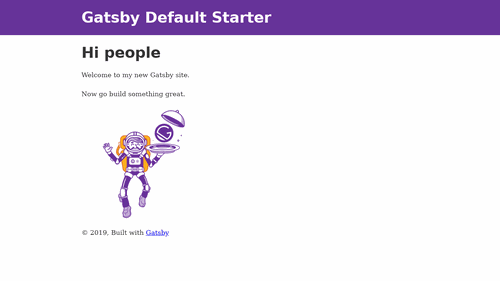 Gatsby Default Starter
Hi people
Welcome to my new Gatsby site.
Now go build something great.
© 2019, Built with Gatsby